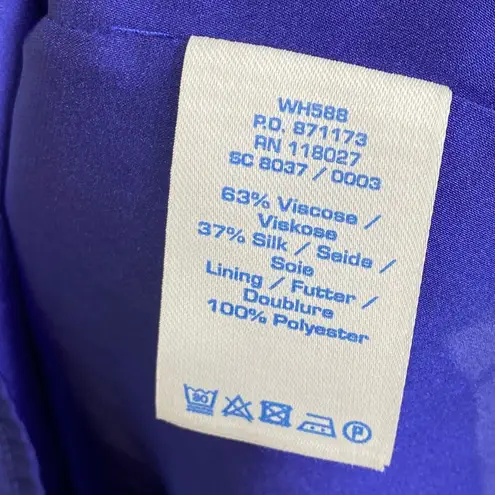 WH588
P.O. 871173
RN 118027
SC 8037 / 0003
63% Viscose /
Viskose
37% Silk / Seide /
Soie
Lining / Futter /
Doublure
100% Polyester
30
P